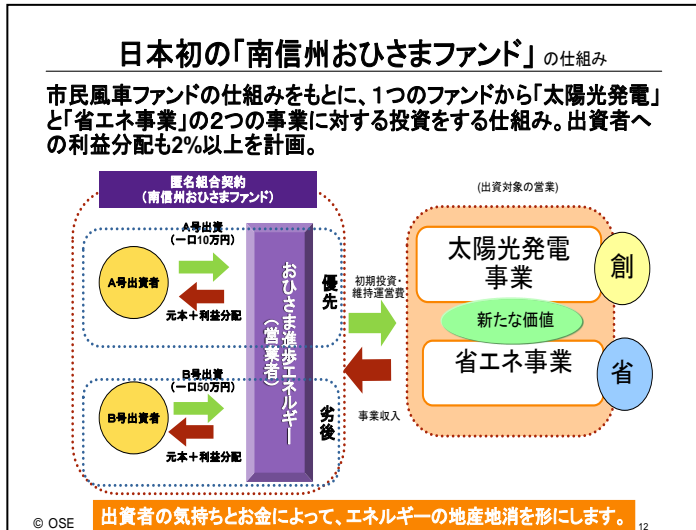 日本初の「南信州おひさまファンド」 の仕組み
市民風車ファンドの仕組みをもとに、1つのファンドから「太陽光発電」
と「省エネ事業」の2つの事業に対する投資をする仕組み。出資者へ
の利益分配も2%以上を計画。
匿名組合契約
(南信州おひさまファンド)
A号出資
(一口10万円)
A号出資者
元本+利益分配
B号出資
(一口50万円)
B号出資者
元本+利益分配
おひさま進歩エネルギー
(営業者)
優先
劣後
初期投資・
維持運営費
事業収入
(出資対象の営業)
太陽光発電
事業
創
新たな価値
省エネ事業
省
出資者の気持ちとお金によって、エネルギーの地産地消を形にします。
© OSE
12